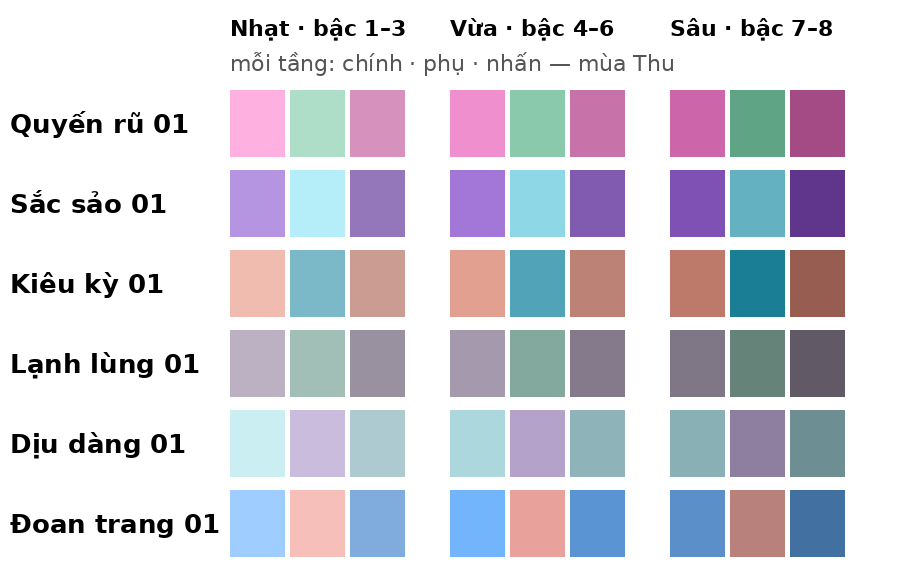 Nhạt · bậc 1–3 Vừa · bậc 4–6 Sâu · bậc 7–8
mỗi tầng: chính · phụ · nhấn — mùa Thu
Quyến rũ 01
Sắc sảo 01
Kiêu kỳ 01
Lạnh lùng 01
Dịu dàng 01
Đoan trang 01